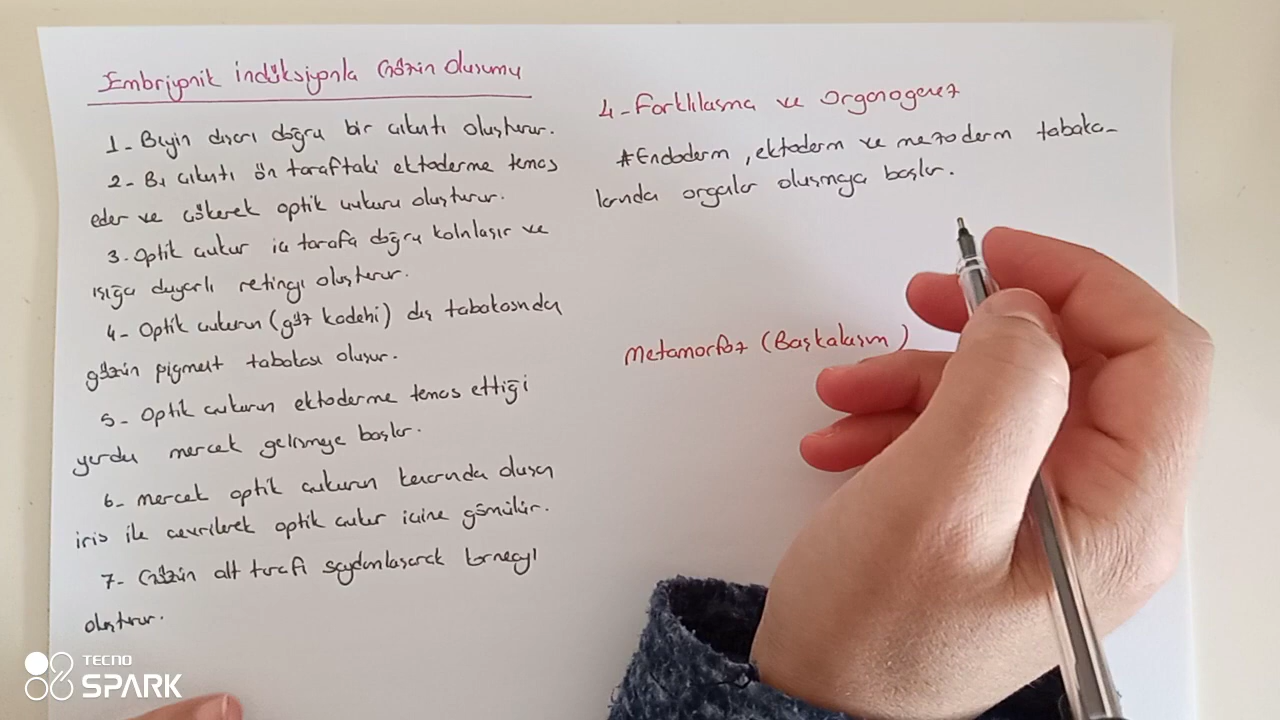 Embriyonik indüksiyonla Gözün Oluşumu
1- Beyin dışarı doğru bir çıkıntı oluşturur.
2- Bu çıkıntı ön taraftaki ektoderme temas
eder ve çökerek optik çukuru oluşturur.
3- Optik çukur iç tarafa doğru kalınlaşır ve
ışığa duyarlı retinayı oluşturur.
4- Optik çukurun (göz kadehi) dış tabakasından
gözün pigment tabakası oluşur.
5- Optik çukurun ektoderme temas ettiği
yerden mercek gelişmeye başlar.
6- mercek optik çukurun kenarında oluşan
iris ile çevrilerek optik çukur içine gömülür.
7- Gözün alt tarafı saydamlaşarak korneayı
oluşturur.
4- Farklılaşma ve Organogenez
*Endoderm, ektoderm ve mezoderm tabaka-
larından organlar oluşmaya başlar.
Metamorfoz (Başkalaşım)
TECNO
SPARK